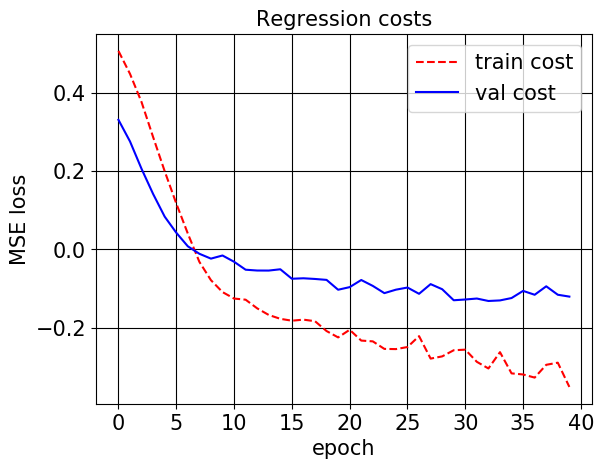 Regression costs
train cost
val cost
0.4
0.2
0.0
−0.2
MSE loss
0 5 10 15 20 25 30 35 40
epoch